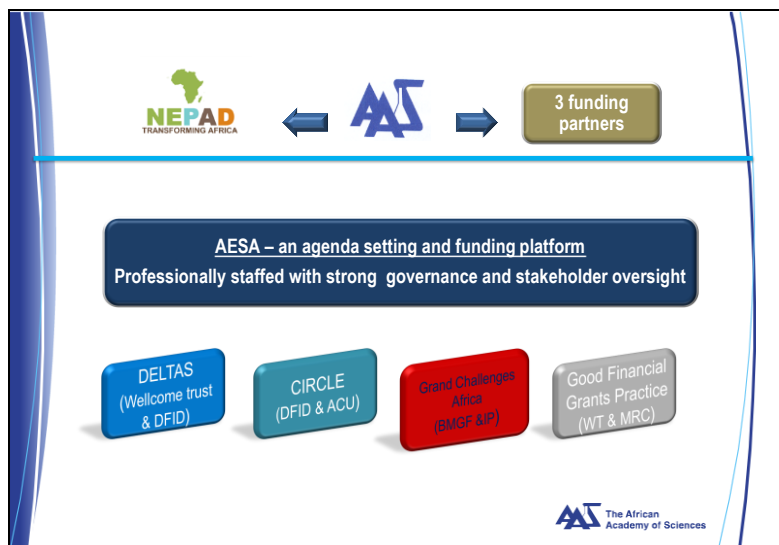 NEPAD
TRANSFORMING AFRICA
AAS
3 funding
partners
AESA – an agenda setting and funding platform
Professionally staffed with strong governance and stakeholder oversight
DELTAS
(Wellcome trust
& DFID)
CIRCLE
(DFID & ACU)
Grand Challenges
Africa
(BMGF &IP)
Good Financial
Grants Practice
(WT & MRC)
AAS
The African
Academy of Sciences